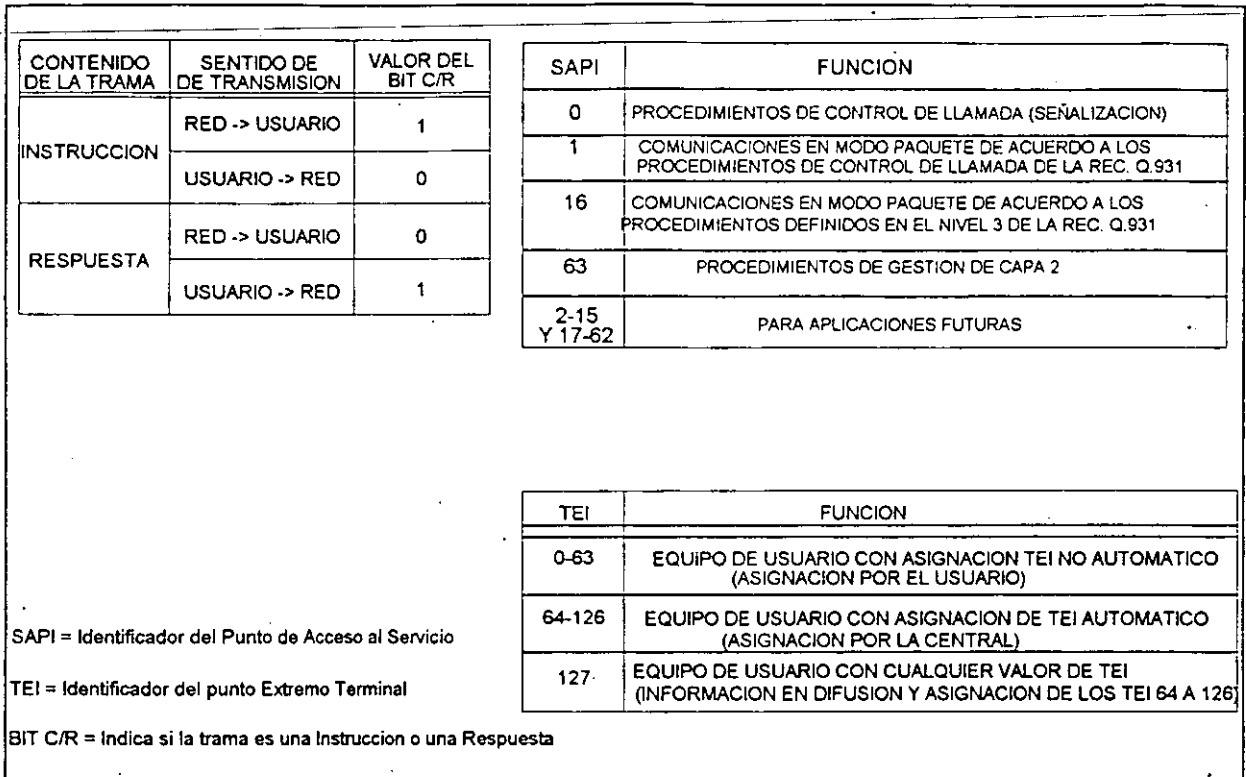 CONTENIDO DE LA TRAMA
SENTIDO DE DE TRANSMISION
VALOR DEL BIT C/R
INSTRUCCION
RED -> USUARIO
1
USUARIO -> RED
0
RESPUESTA
RED -> USUARIO
0
USUARIO -> RED
1
SAPI
FUNCION
0
PROCEDIMIENTOS DE CONTROL DE LLAMADA (SEÑALIZACION)
1
COMUNICACIONES EN MODO PAQUETE DE ACUERDO A LOS
PROCEDIMIENTOS DE CONTROL DE LLAMADA DE LA REC. Q.931
16
COMUNICACIONES EN MODO PAQUETE DE ACUERDO A LOS
PROCEDIMIENTOS DEFINIDOS EN EL NIVEL 3 DE LA REC. Q.931
63
PROCEDIMIENTOS DE GESTION DE CAPA 2
2-15
Y 17-62
PARA APLICACIONES FUTURAS
TEI
FUNCION
0-63
EQUIPO DE USUARIO CON ASIGNACION TEI NO AUTOMATICO
(ASIGNACION POR EL USUARIO)
64-126
EQUIPO DE USUARIO CON ASIGNACION DE TEI AUTOMATICO
(ASIGNACION POR LA CENTRAL)
127
EQUIPO DE USUARIO CON CUALQUIER VALOR DE TEI
(INFORMACION EN DIFUSION Y ASIGNACION DE LOS TEI 64 A 126)
SAPI = Identificador del Punto de Acceso al Servicio
TEI = Identificador del punto Extremo Terminal
BIT C/R = Indica si la trama es una Instruccion o una Respuesta